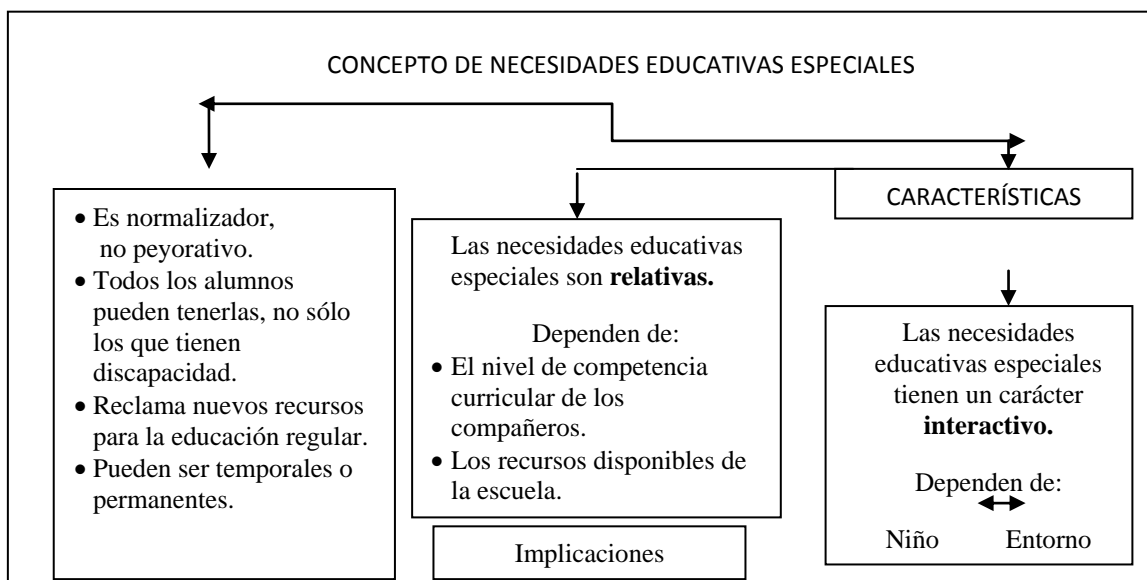 CONCEPTO DE NECESIDADES EDUCATIVAS ESPECIALES
• Es normalizador,
no peyorativo.
• Todos los alumnos
pueden tenerlas, no sólo
los que tienen
discapacidad.
• Reclama nuevos recursos
para la educación regular.
• Pueden ser temporales o
permanentes.
Las necesidades educativas
especiales son relativas.
Dependen de:
• El nivel de competencia
curricular de los
compañeros.
• Los recursos disponibles de
la escuela.
Implicaciones
CARACTERÍSTICAS
Las necesidades
educativas especiales
tienen un carácter
interactivo.
Dependen de:
Niño Entorno